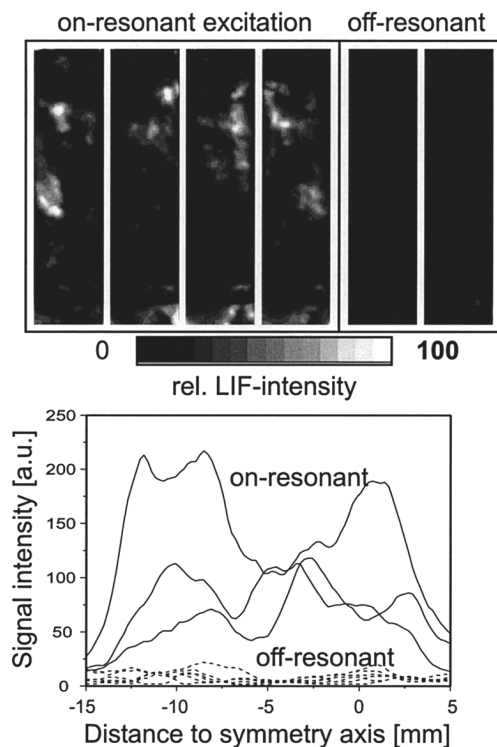 on-resonant excitation off-resonant
0 100
rel. LIF-intensity
250
200
150
100
50
0
Signal intensity [a.u.]
on-resonant
off-resonant
-15 -10 -5 0 5
Distance to symmetry axis [mm]